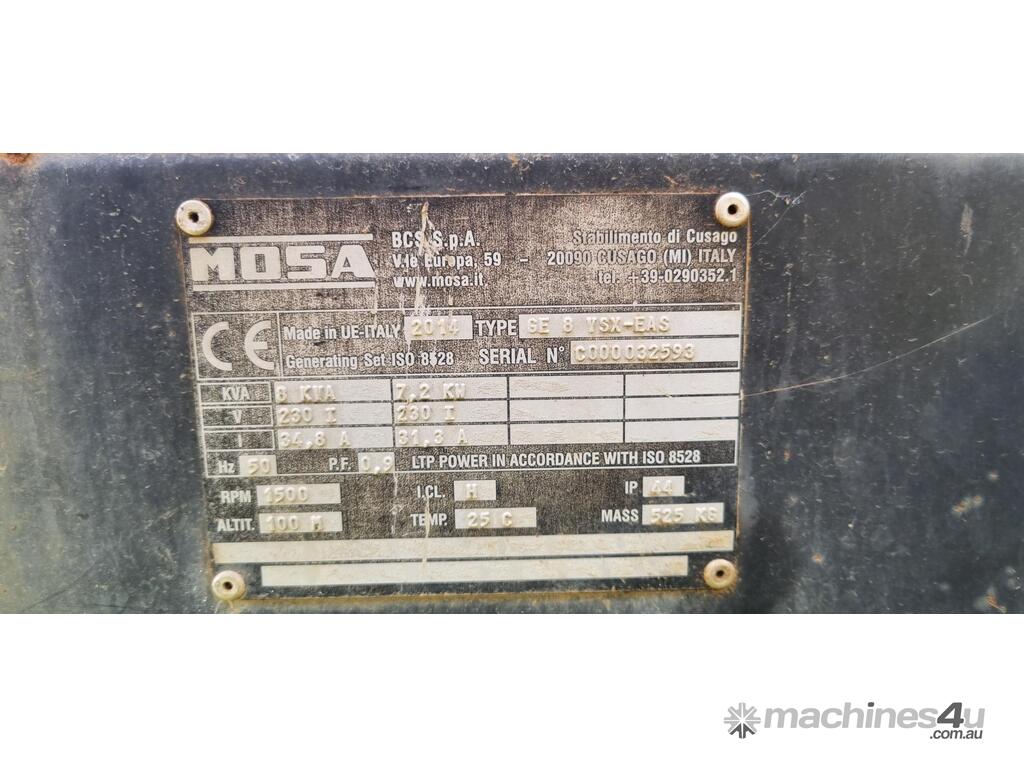 MOSA
BCS S.p.A.
V.le Europa, 59 - 20090 CUSAGO (MI) ITALY
Stabilimento di Cusago
www.mosa.it
tel. +39-0290352.1
CE
Made in UE-ITALY 2014 TYPE GE 8 YSX-EAS
Generating Set ISO 8528 SERIAL N° C000032593
KVA 8 KVA 7,2 KW
V 230 I 230 I
I 34,8 A 31,3 A
Hz 50 P.F. 0,9 LTP POWER IN ACCORDANCE WITH ISO 8528
RPM 1500 I.CL. H IP 44
ALTIT. 100 M TEMP. 25 C MASS 525 KG
machines4u
.com.au